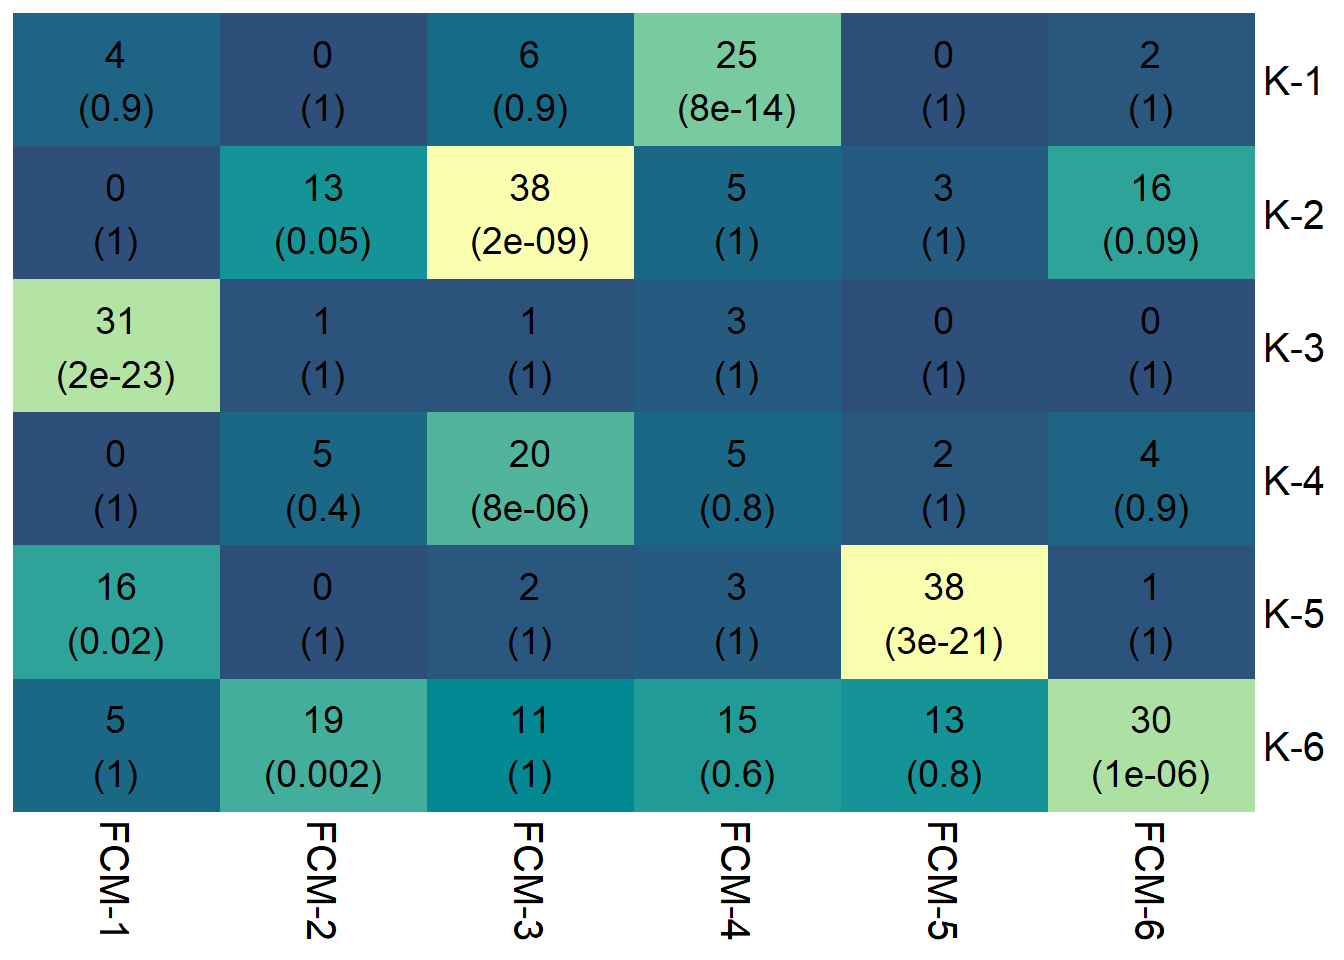 4 0 6 25 0 2
(0.9) (1) (0.9) (8e-14) (1) (1)
K-1
0 13 38 5 3 16
(1) (0.05) (2e-09) (1) (1) (0.09)
K-2
31 1 1 3 0 0
(2e-23) (1) (1) (1) (1) (1)
K-3
0 5 20 5 2 4
(1) (0.4) (8e-06) (0.8) (1) (0.9)
K-4
16 0 2 3 38 1
(0.02) (1) (1) (1) (3e-21) (1)
K-5
5 19 11 15 13 30
(1) (0.002) (1) (0.6) (0.8) (1e-06)
K-6
FCM-1 FCM-2 FCM-3 FCM-4 FCM-5 FCM-6